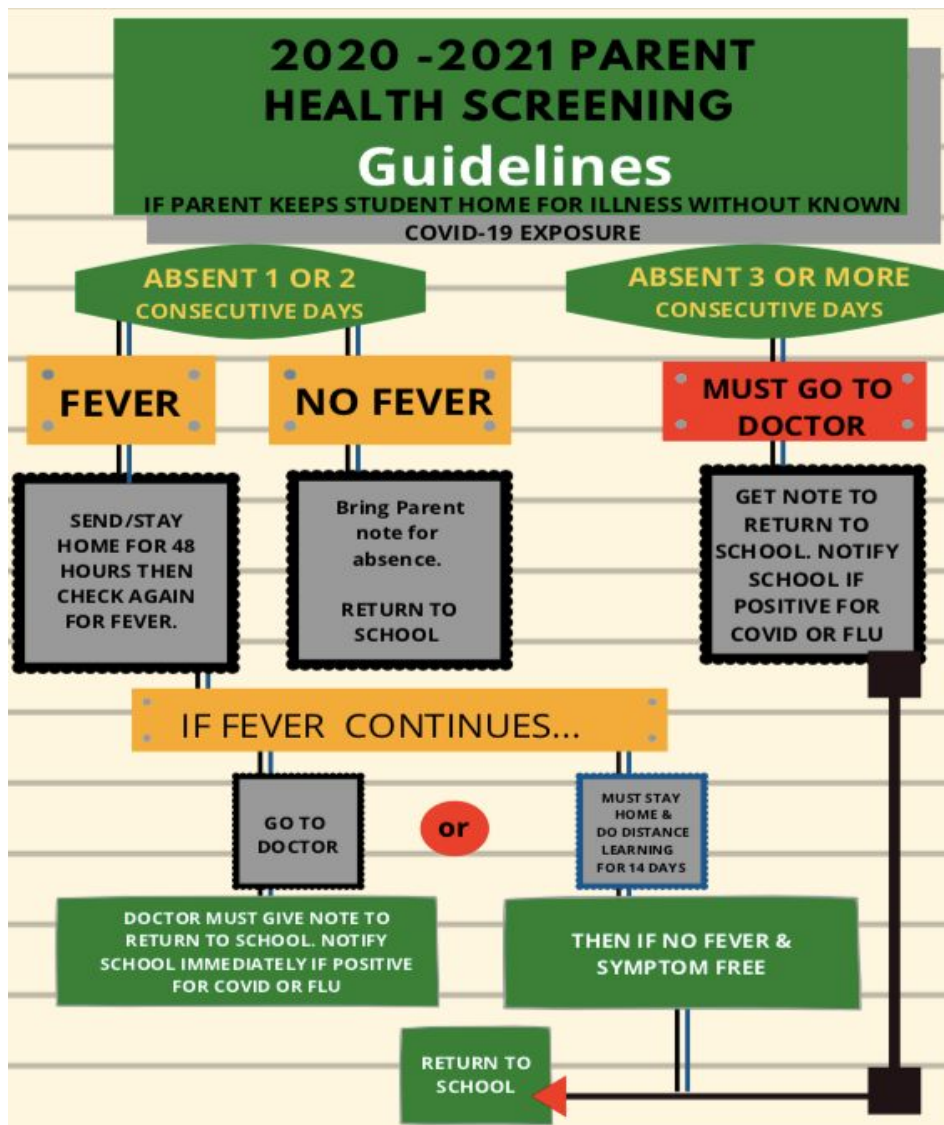 2020 -2021 PARENT
HEALTH SCREENING
Guidelines
IF PARENT KEEPS STUDENT HOME FOR ILLNESS WITHOUT KNOWN
COVID-19 EXPOSURE
ABSENT 1 OR 2
CONSECUTIVE DAYS
ABSENT 3 OR MORE
CONSECUTIVE DAYS
FEVER
NO FEVER
MUST GO TO
DOCTOR
SEND/STAY
HOME FOR 48
HOURS THEN
CHECK AGAIN
FOR FEVER.
Bring Parent
note for
absence.
RETURN TO
SCHOOL
GET NOTE TO
RETURN TO
SCHOOL. NOTIFY
SCHOOL IF
POSITIVE FOR
COVID OR FLU
IF FEVER CONTINUES...
GO TO
DOCTOR
or
MUST STAY
HOME &
DO DISTANCE
LEARNING
FOR 14 DAYS
DOCTOR MUST GIVE NOTE TO
RETURN TO SCHOOL. NOTIFY
SCHOOL IMMEDIATELY IF POSITIVE
FOR COVID OR FLU
THEN IF NO FEVER &
SYMPTOM FREE
RETURN TO
SCHOOL